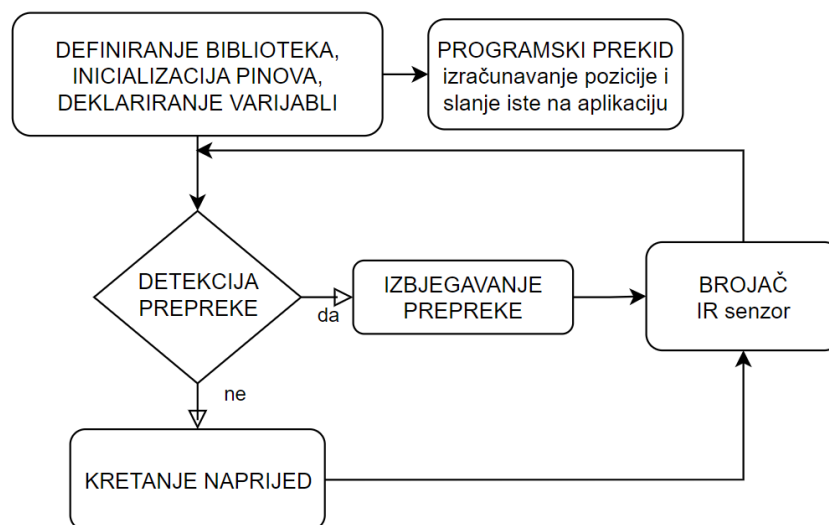 DEFINIRANJE BIBLIOTEKA,
INICIALIZACIJA PINOVA,
DEKLARIRANJE VARIJABLI
PROGRAMSKI PREKID
izračunavanje pozicije i
slanje iste na aplikaciju
DETEKCIJA
PREPREKE
da
IZBJEGAVANJE
PREPREKE
BROJAČ
IR senzor
ne
KRETANJE NAPRIJED